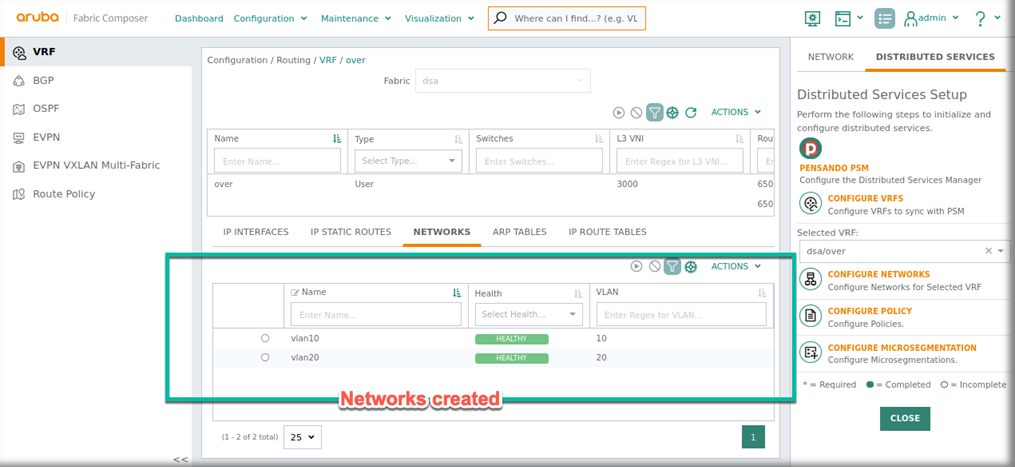 aruba Fabric Composer Dashboard Configuration Maintenance Visualization Where can I find...? (e.g. VL admin ?
VRF
BGP
OSPF
EVPN
EVPN VXLAN Multi-Fabric
Route Policy
<<
Configuration / Routing / VRF / over
Fabric dsa
ACTIONS
Name Type Switches L3 VNI Rou
Enter Name... Select Type... Enter Switches... Enter Regex for L3 VNI... En
over User 3000 650
650
IP INTERFACES IP STATIC ROUTES NETWORKS ARP TABLES IP ROUTE TABLES
ACTIONS
Name Health VLAN
Enter Name... Select Health... Enter Regex for VLAN...
vlan10 HEALTHY 10
vlan20 HEALTHY 20
Networks created
(1 - 2 of 2 total) 25 1
NETWORK DISTRIBUTED SERVICES
Distributed Services Setup
Perform the following steps to initialize and
configure distributed services.
PENSANDO PSM
Configure the Distributed Services Manager
CONFIGURE VRFS
Configure VRFs to sync with PSM
Selected VRF:
dsa/over
CONFIGURE NETWORKS
Configure Networks for Selected VRF
CONFIGURE POLICY
Configure Policies.
CONFIGURE MICROSEGMENTATION
Configure Microsegmentations.
* = Required = Completed = Incomplete
CLOSE